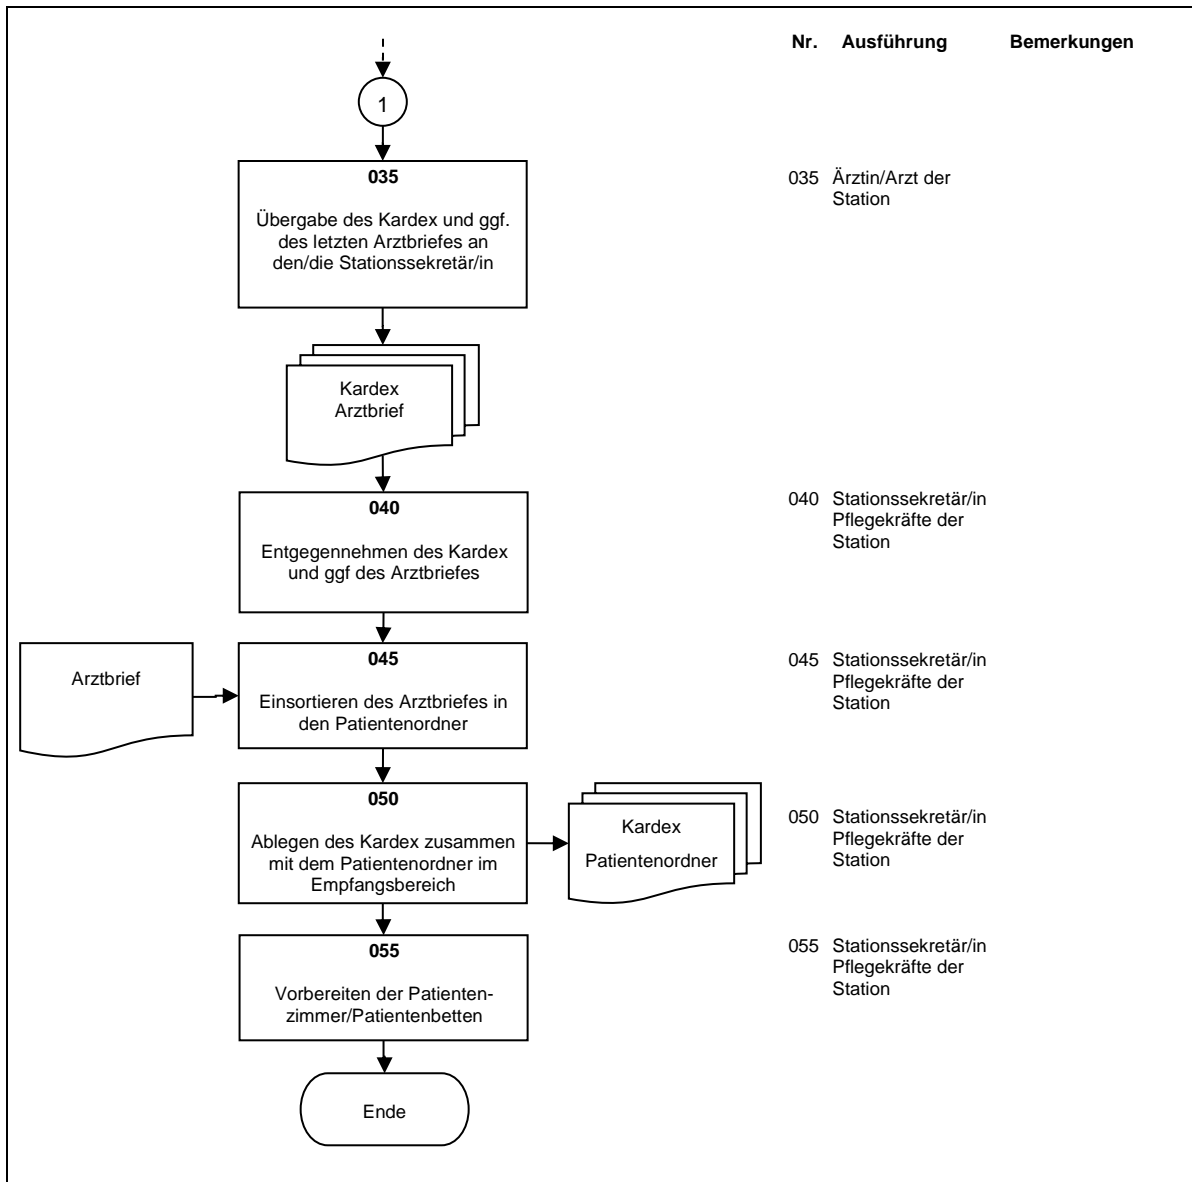 Nr. Ausführung Bemerkungen
1
035
Übergabe des Kardex und ggf.
des letzten Arztbriefes an
den/die Stationssekretär/in
035 Ärztin/Arzt der
Station
Kardex
Arztbrief
040
Entgegennehmen des Kardex
und ggf des Arztbriefes
040 Stationssekretär/in
Pflegekräfte der
Station
Arztbrief
045
Einsortieren des Arztbriefes in
den Patientenordner
045 Stationssekretär/in
Pflegekräfte der
Station
050
Ablegen des Kardex zusammen
mit dem Patientenordner im
Empfangsbereich
Kardex
Patientenordner
050 Stationssekretär/in
Pflegekräfte der
Station
055
Vorbereiten der Patienten-
zimmer/Patientenbetten
055 Stationssekretär/in
Pflegekräfte der
Station
Ende